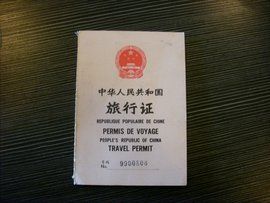 中华人民共和国
旅行证
REPUBLIQUE POPULAIRE DE CHINE
PERMIS DE VOYAGE
PEOPLE'S REPUBLIC OF CHINA
TRAVEL PERMIT
No.